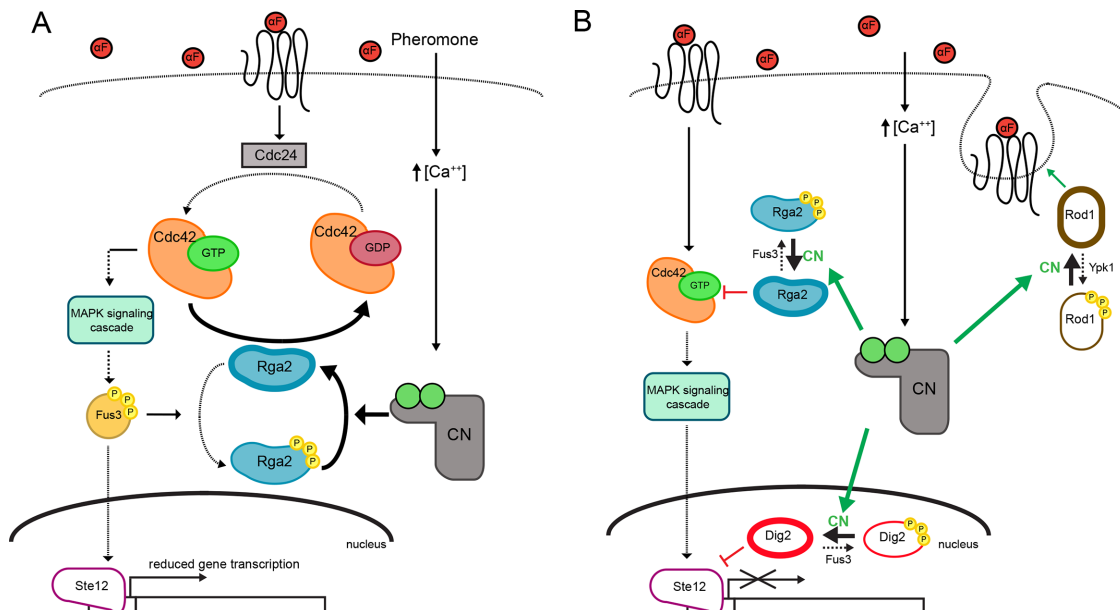 A
αF
αF
αF
αF
Pheromone
Cdc24
[Ca++]
Cdc42
GTP
Cdc42
GDP
MAPK signaling
cascade
Rga2
Fus3
P
P
P
Rga2
P
P
P
CN
nucleus
reduced gene transcription
Ste12
B
αF
αF
αF
αF
[Ca++]
αF
Rga2
P
P
P
Fus3
CN
Rga2
Cdc42
GTP
Rod1
CN
Ypk1
Rod1
P
P
P
MAPK signaling
cascade
CN
CN
Dig2
Dig2
P
P
P
Fus3
nucleus
Ste12